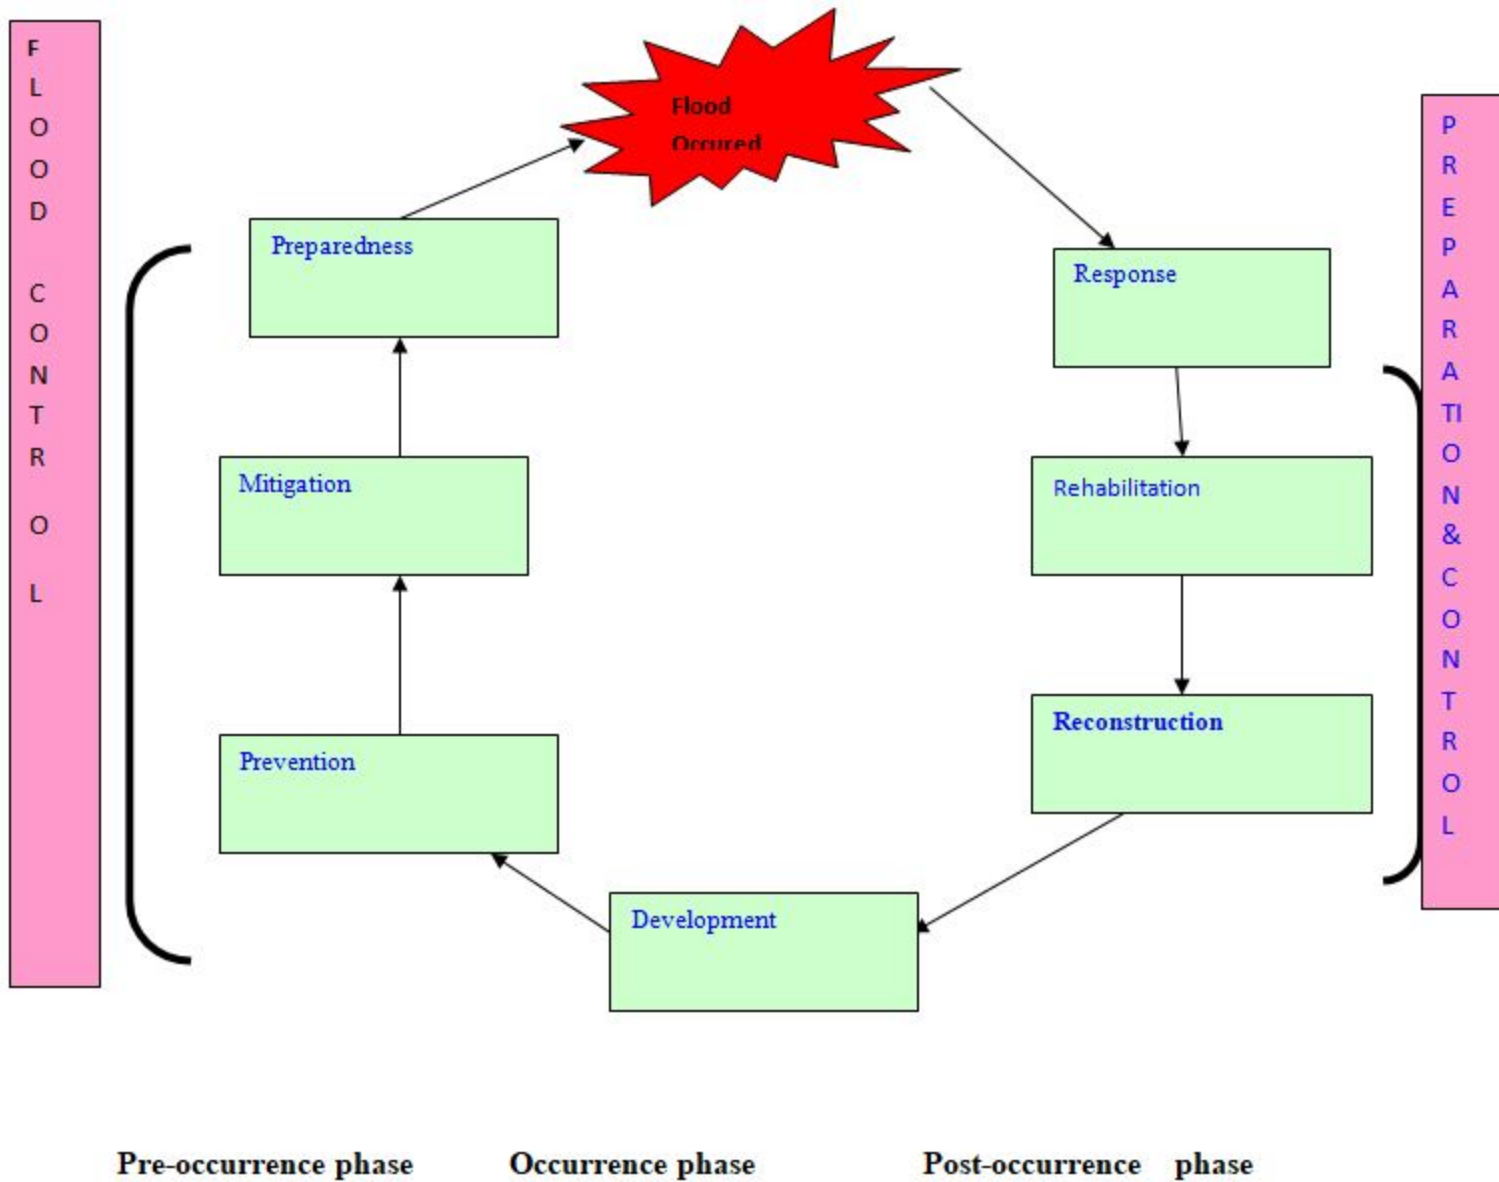 FLOOD CONTROL
Flood
Occured
PREPARATION&CONTROL
Preparedness
Response
Mitigation
Rehabilitation
Prevention
Reconstruction
Development
Pre-occurrence phase
Occurrence phase
Post-occurrence phase